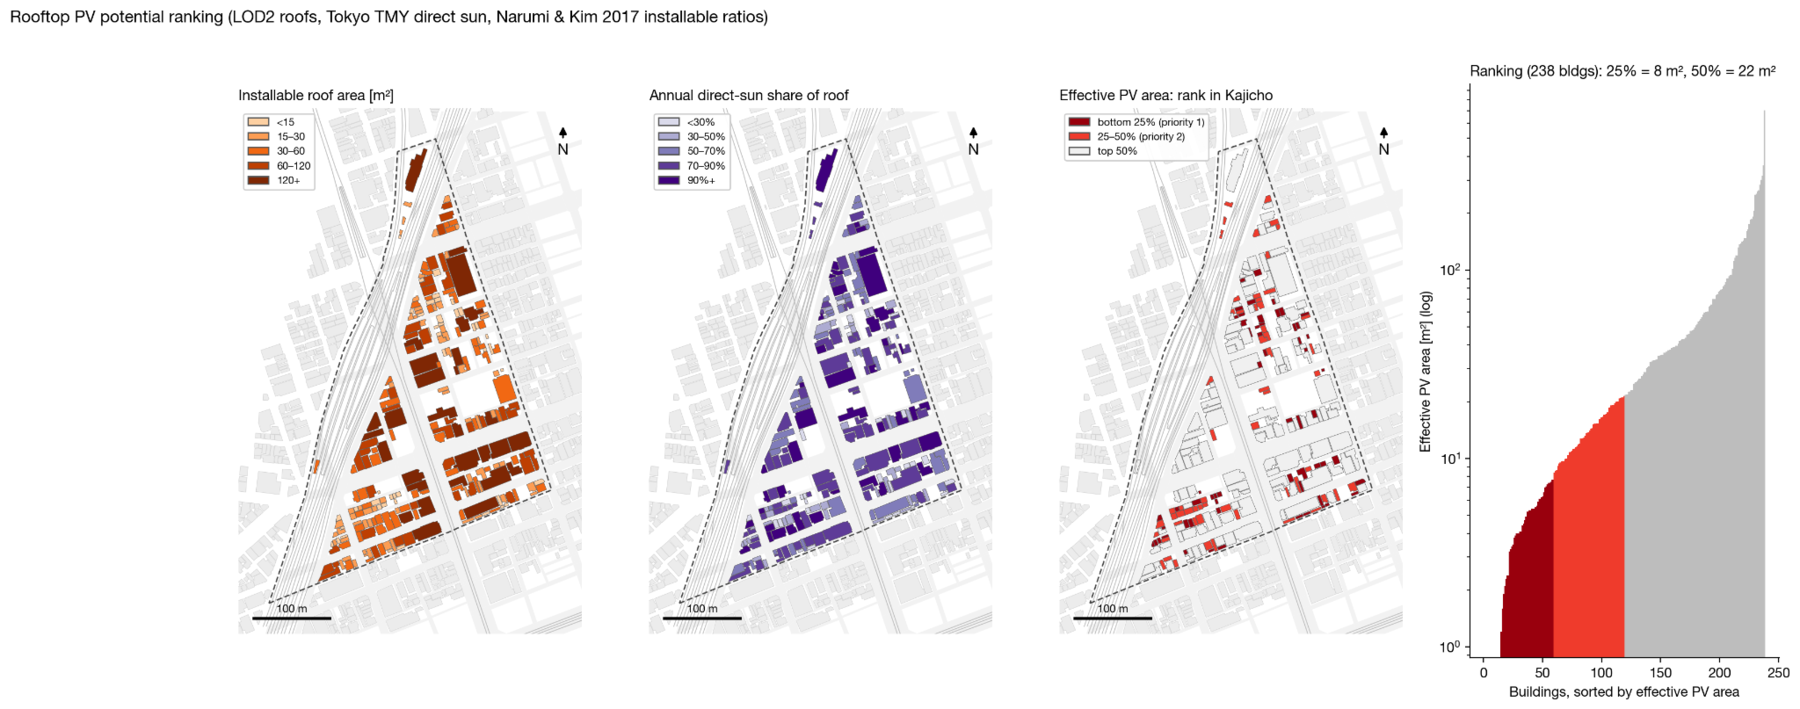 Rooftop PV potential ranking (LOD2 roofs, Tokyo TMY direct sun, Narumi & Kim 2017 installable ratios)
Installable roof area [m²]
<15
15–30
30–60
60–120
120+
N
100 m
Annual direct-sun share of roof
<30%
30–50%
50–70%
70–90%
90%+
N
100 m
Effective PV area: rank in Kajicho
bottom 25% (priority 1)
25–50% (priority 2)
top 50%
N
100 m
Ranking (238 bldgs): 25% = 8 m², 50% = 22 m²
Effective PV area [m²] (log)
10²
10¹
10⁰
0 50 100 150 200 250
Buildings, sorted by effective PV area